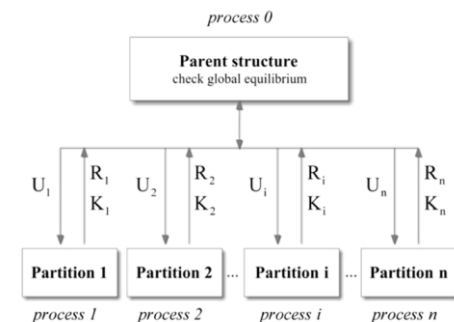 process 0
Parent structure
check global equilibrium
U1 R1 U2 R2 Ui Ri Un Rn
K1 K2 Ki Kn
Partition 1 Partition 2 ... Partition i ... Partition n
process 1 process 2 process i process n